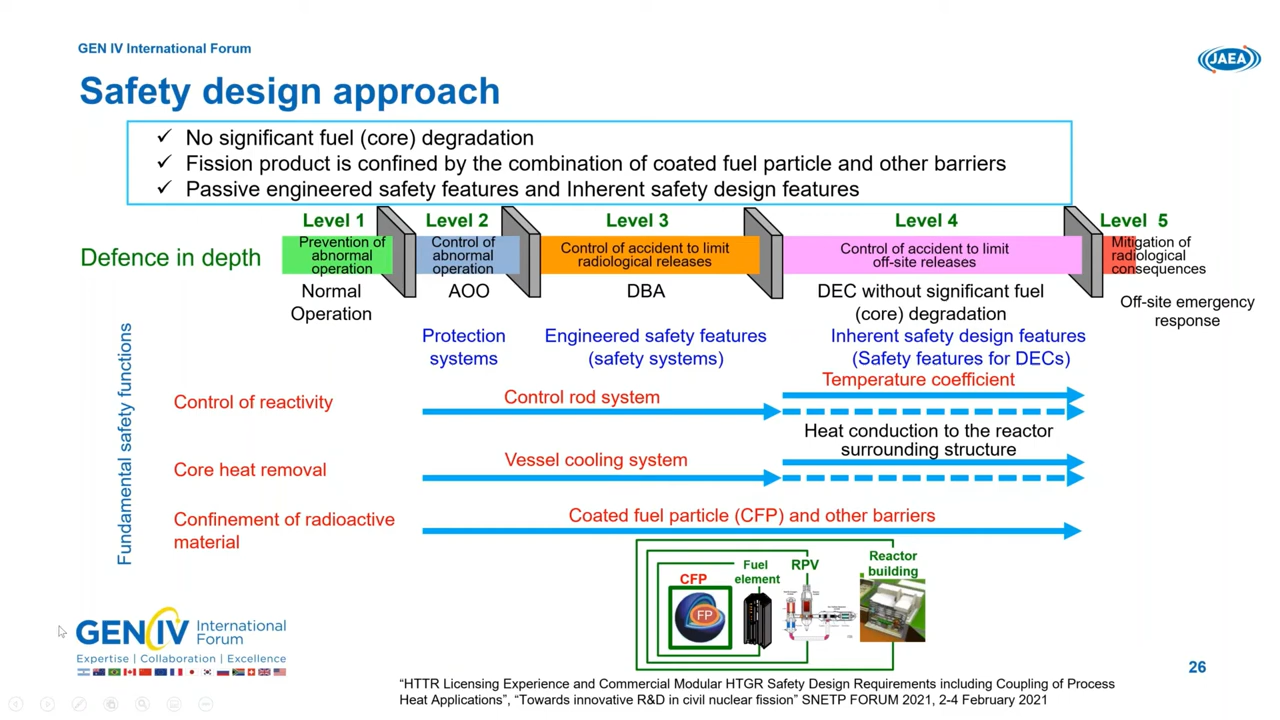 GEN IV International Forum
JAEA
Safety design approach
✓ No significant fuel (core) degradation
✓ Fission product is confined by the combination of coated fuel particle and other barriers
✓ Passive engineered safety features and Inherent safety design features
Defence in depth
Level 1
Prevention of
abnormal
operation
Normal
Operation
Level 2
Control of
abnormal
operation
AOO
Protection
systems
Level 3
Control of accident to limit
radiological releases
DBA
Engineered safety features
(safety systems)
Level 4
Control of accident to limit
off-site releases
DEC without significant fuel
(core) degradation
Inherent safety design features
(Safety features for DECs)
Level 5
Mitigation of
radiological
consequences
Off-site emergency
response
Fundamental safety functions
Control of reactivity
Control rod system
Temperature coefficient
Core heat removal
Vessel cooling system
Heat conduction to the reactor
surrounding structure
Confinement of radioactive
material
Coated fuel particle (CFP) and other barriers
CFP
FP
Fuel
element
RPV
Reactor
building
GENIV International
Forum
Expertise | Collaboration | Excellence
26
“HTTR Licensing Experience and Commercial Modular HTGR Safety Design Requirements including Coupling of Process
Heat Applications”, “Towards innovative R&D in civil nuclear fission” SNETP FORUM 2021, 2-4 February 2021